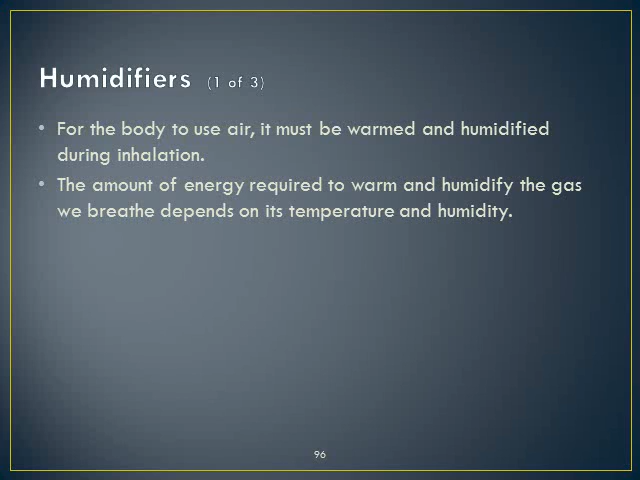 Humidifiers (1 of 3)
• For the body to use air, it must be warmed and humidified
during inhalation.
• The amount of energy required to warm and humidify the gas
we breathe depends on its temperature and humidity.
96